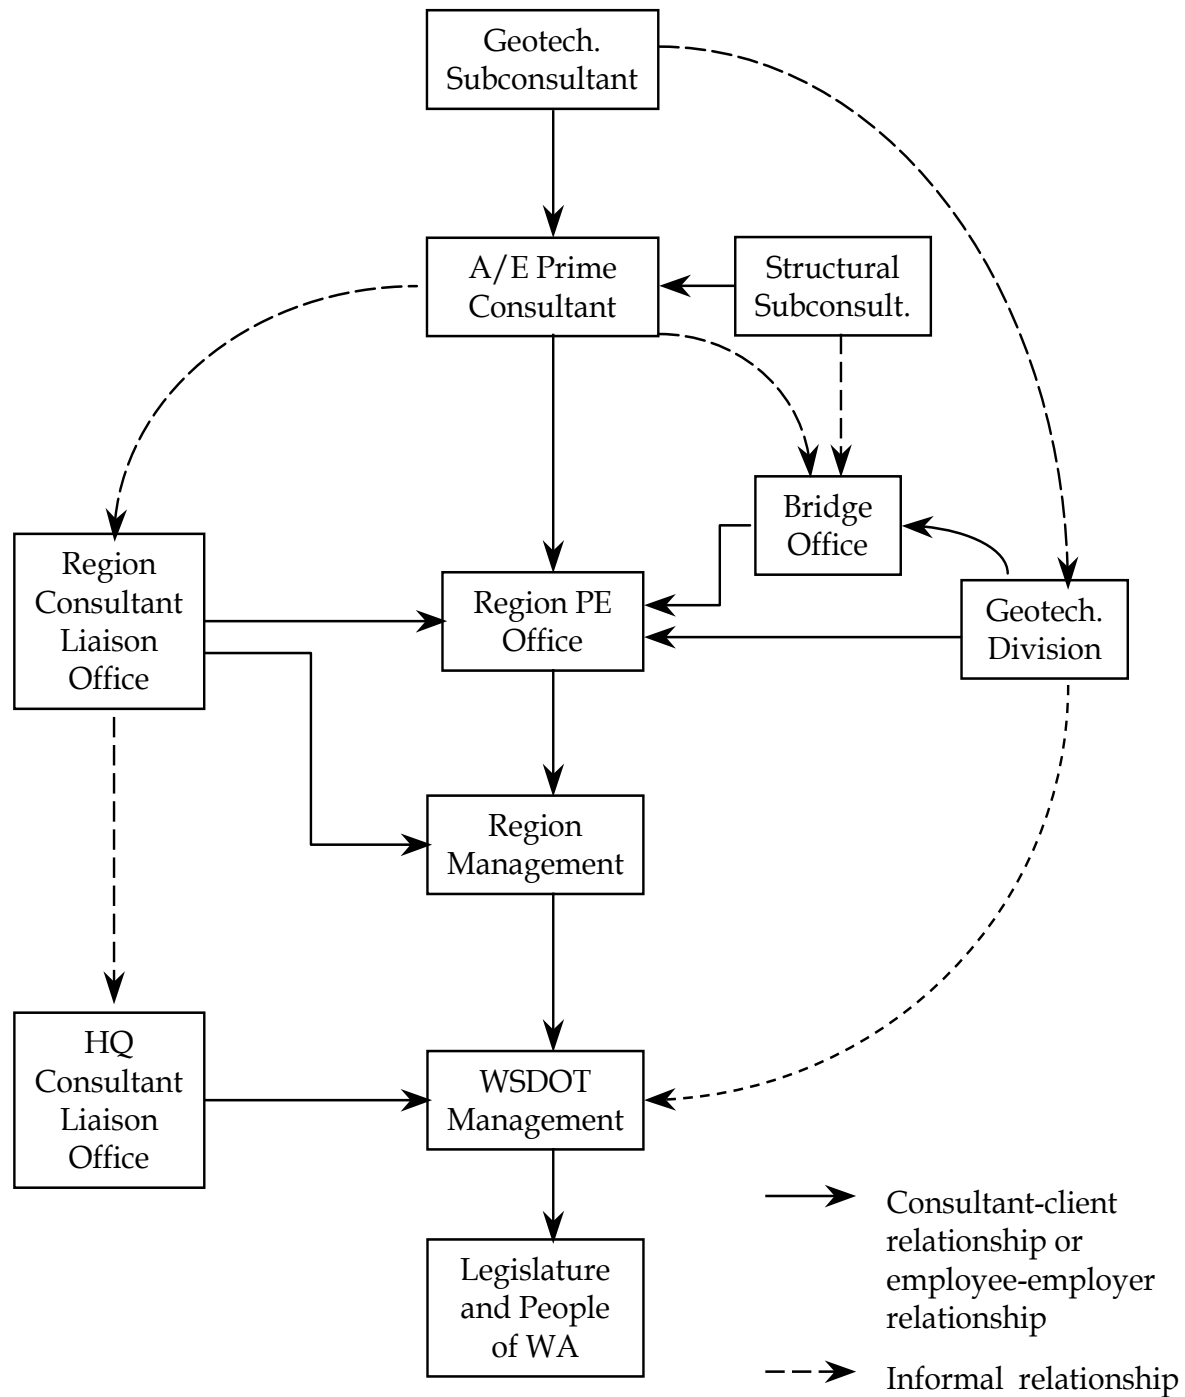 Geotech.
Subconsultant
A/E Prime
Consultant
Structural
Subconsult.
Bridge
Office
Region
Consultant
Liaison
Office
Region PE
Office
Geotech.
Division
Region
Management
HQ
Consultant
Liaison
Office
WSDOT
Management
Legislature
and People
of WA
Consultant-client
relationship or
employee-employer
relationship
Informal relationship